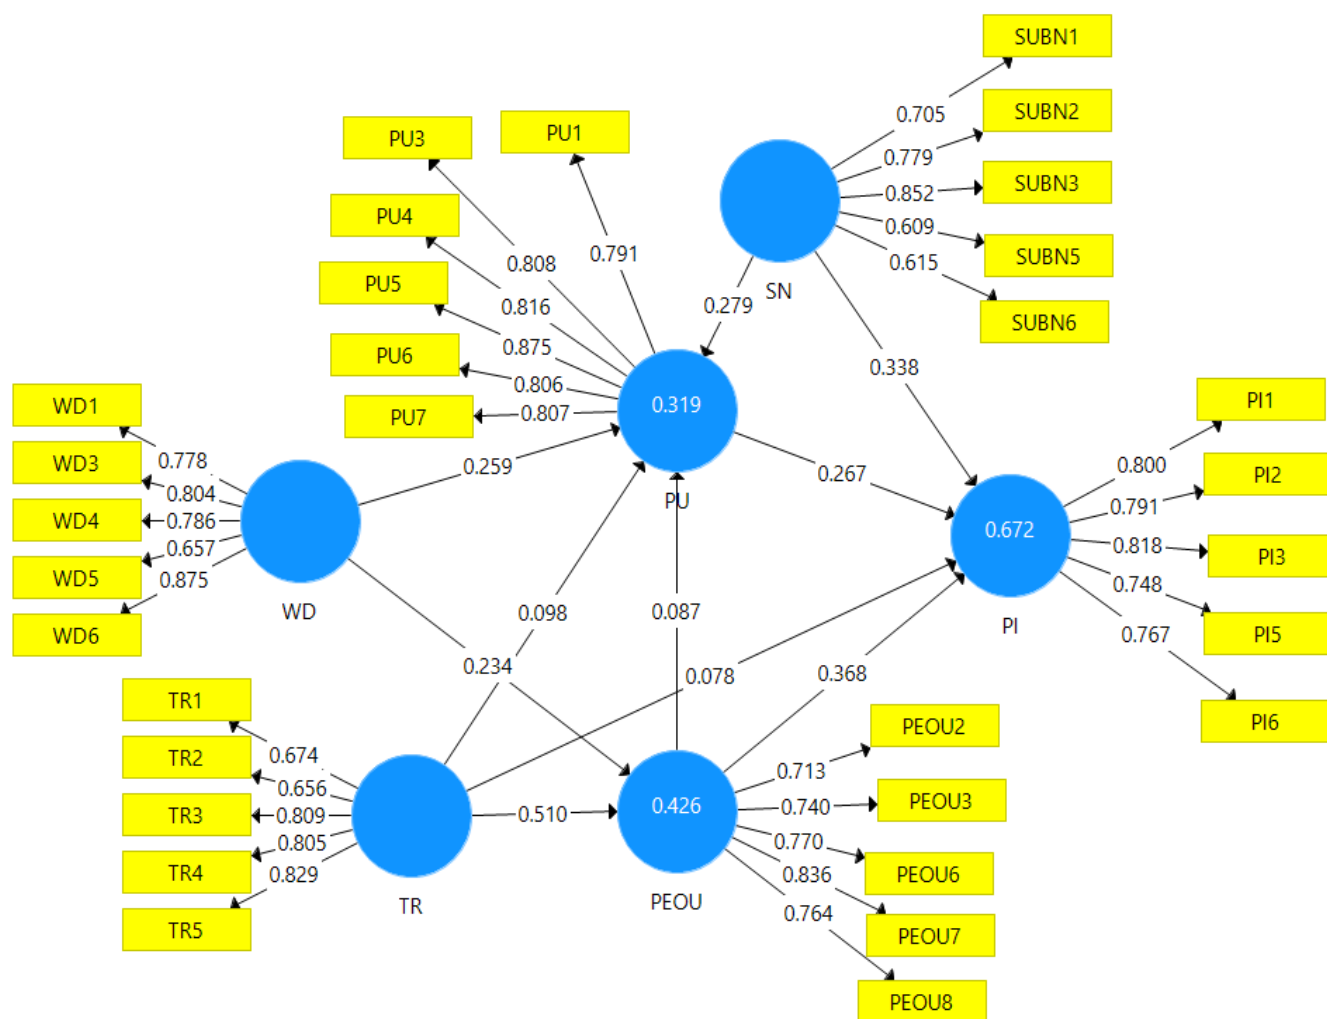 SUBN1
0.705
SUBN2
0.779
SUBN3
0.852
0.609
SUBN5
0.615
SUBN6
SN
0.279
0.338
PU3
PU1
PU4
0.808
0.791
PU5
0.816
0.875
PU6
0.806
PU7
0.807
0.319
PU
0.267
WD1
0.778
WD3
0.804
WD4
0.786
WD5
0.657
0.875
WD6
WD
0.259
0.234
0.098
0.087
0.078
0.368
0.672
PI
PI1
0.800
PI2
0.791
0.818
PI3
0.748
PI5
0.767
PI6
TR1
0.674
TR2
0.656
TR3
0.809
0.805
TR4
0.829
TR5
TR
0.510
0.426
PEOU
PEOU2
0.713
PEOU3
0.740
0.770
PEOU6
0.836
0.764
PEOU7
PEOU8